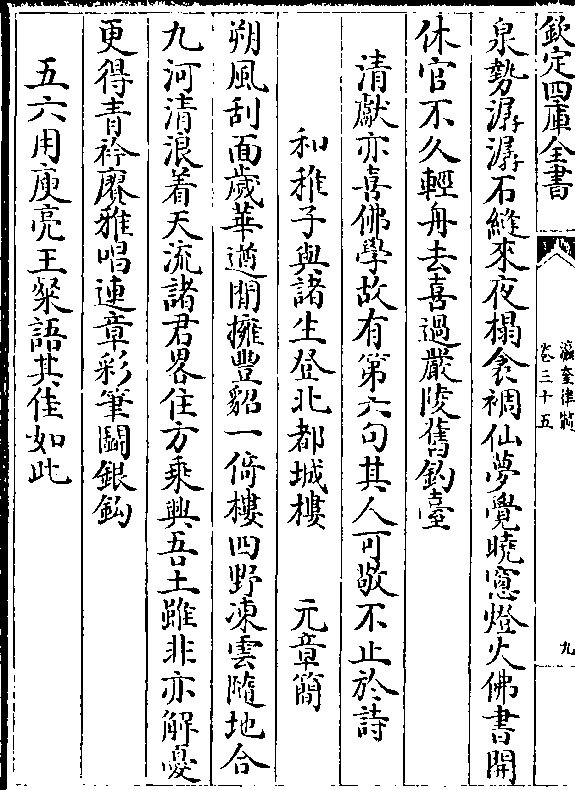 欽定四庫全書
瀛奎律髓
卷三十五
九
泉勢潺潺石縫來夜榻衾裯仙夢覺曉窻燈火佛書開
休官不久輕舟去喜過嚴陵舊釣臺
清獻亦喜佛學故有第六句其人可敬不止於詩
和稚子與諸生登北都城樓　元章簡
朔風刮面歲華遒閒擁豐貂一倚樓四野凍雲隨地合
九河清浪着天流諸君畧住方乘興吾土雖非亦解憂
更得青衿賡雅唱連章彩筆鬭銀鈎
五六用庾亮王粲語其佳如此